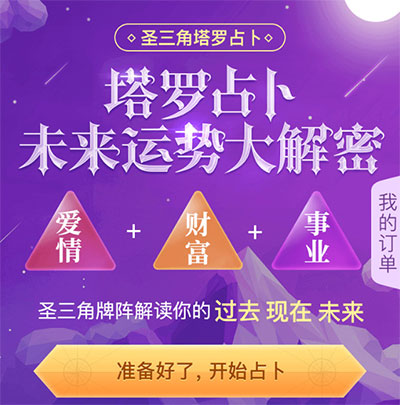 圣三角塔罗占卜
塔罗占卜
未来运势大解密
爱情 + 财富 + 事业
我的订单
圣三角牌阵解读你的 过去 现在 未来
准备好了，开始占卜